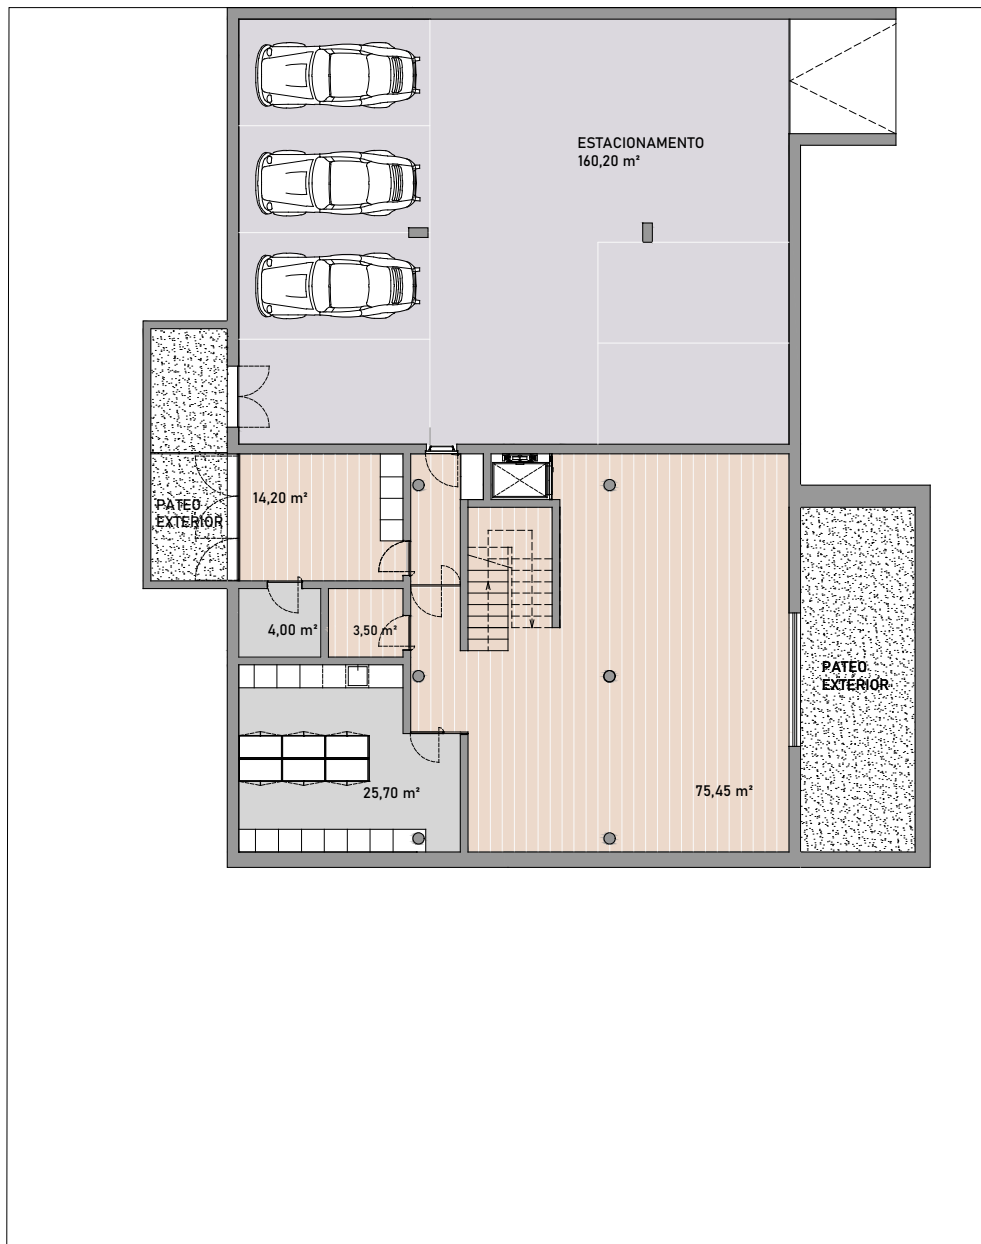 ESTACIONAMENTO
160,20 m²
14,20 m²
PATEO
EXTERIOR
4,00 m²
3,50 m²
PATEO
EXTERIOR
25,70 m²
75,45 m²